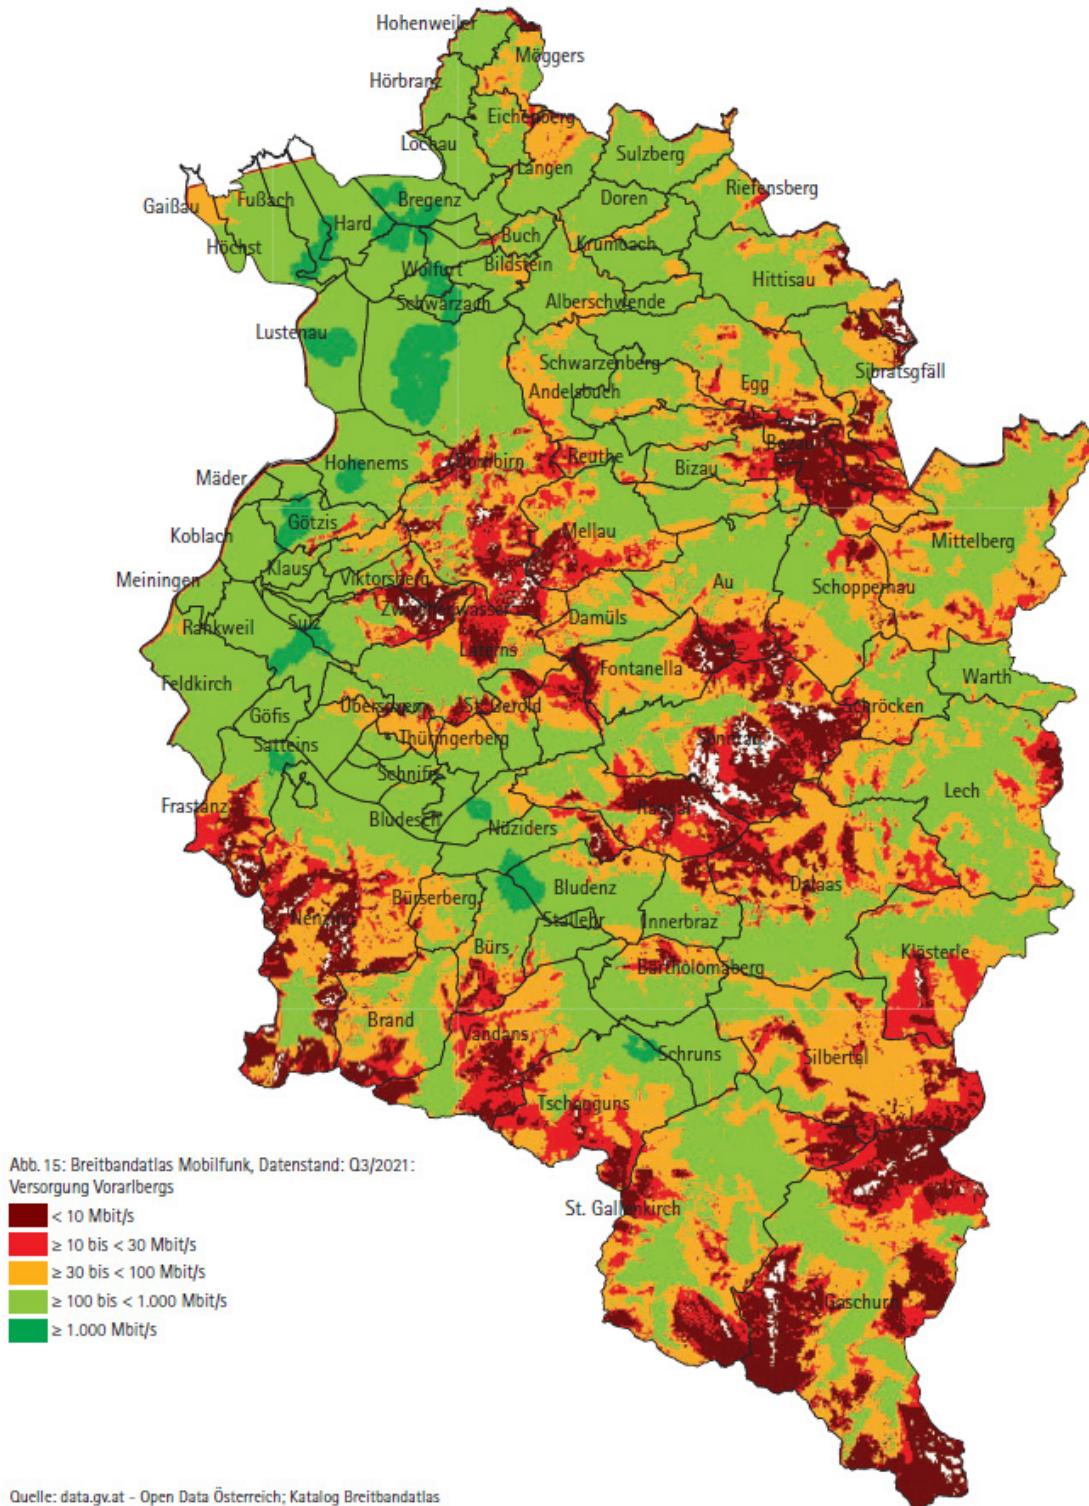 Hohenweiler
Möggers
Hörbranz
Eichenberg
Lochau
Sulzberg
Langen
Riefensberg
Gaißau
Fußach
Bregenz
Doren
Hard
Buch
Krumbach
Höchst
Wolfurt
Bildstein
Hittisau
Schwarzach
Alberschwende
Lustenau
Schwarzenberg
Sibratsgfäll
Egg
Andelsbuch
Bezau
Hohenems
Dornbirn
Reuthe
Bizau
Mäder
Götzis
Koblach
Mellau
Mittelberg
Klaus
Meiningen
Viktorsberg
Au
Schoppernau
Zwischenwasser
Rankweil
Sulz
Damüls
Laterns
Fontanella
Warth
Feldkirch
Göfis
Übersaxen
St. Gerold
Schröcken
Satteins
Thüringerberg
Sonntag
Schnifis
Lech
Frastanz
Bludesch
Nüziders
Raggal
Bludenz
Dalaas
Bürserberg
Nenzing
Stallehr
Innerbraz
Bürs
Klösterle
Bartholomäberg
Brand
Vandans
Schruns
Silbertal
Tschagguns
St. Gallenkirch
Gaschurn
Abb. 15: Breitbandatlas Mobilfunk, Datenstand: Q3/2021:
Versorgung Vorarlbergs
< 10 Mbit/s
≥ 10 bis < 30 Mbit/s
≥ 30 bis < 100 Mbit/s
≥ 100 bis < 1.000 Mbit/s
≥ 1.000 Mbit/s
Quelle: data.gv.at - Open Data Österreich; Katalog Breitbandatlas